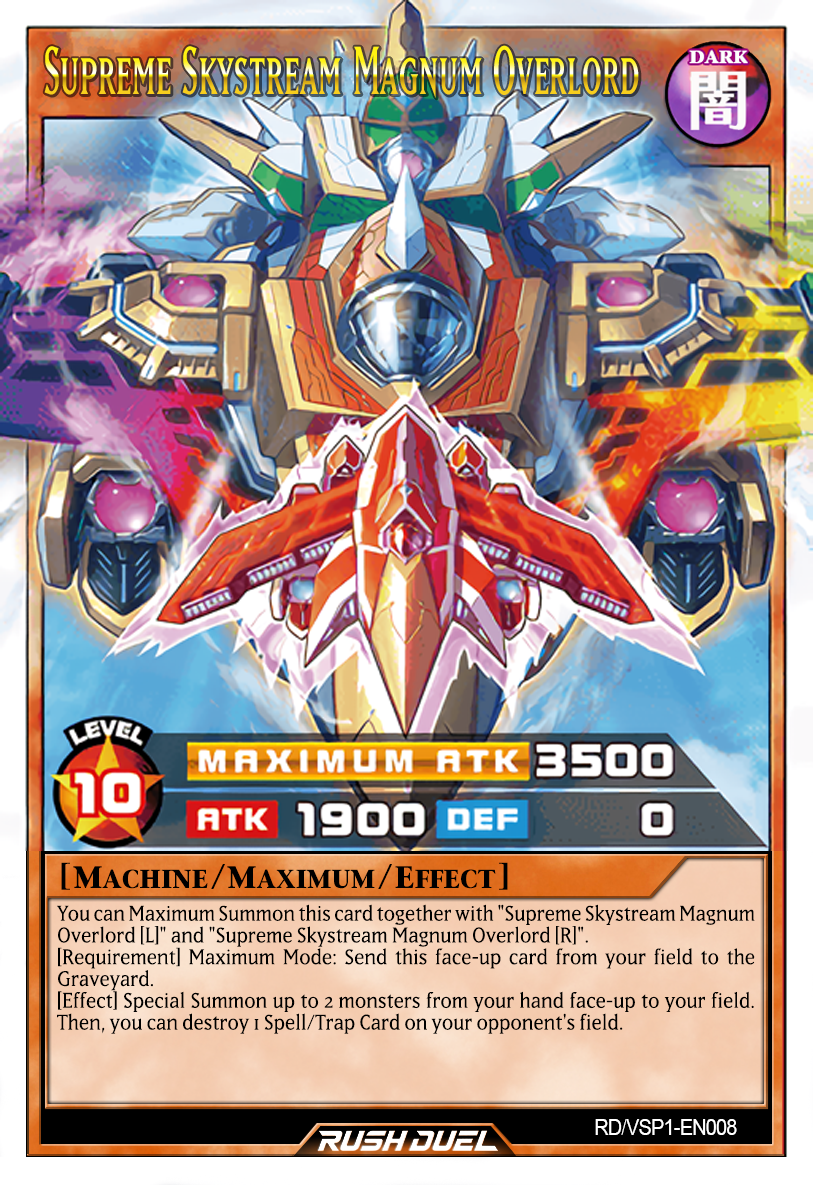 Supreme Skystream Magnum Overlord
DARK
闇
LEVEL
10
MAXIMUM ATK 3500
ATK 1900 DEF 0
[Machine/Maximum/Effect]
You can Maximum Summon this card together with "Supreme Skystream Magnum
Overlord [L]" and "Supreme Skystream Magnum Overlord [R]".
[Requirement] Maximum Mode: Send this face-up card from your field to the
Graveyard.
[Effect] Special Summon up to 2 monsters from your hand face-up to your field.
Then, you can destroy 1 Spell/Trap Card on your opponent's field.
RD/VSP1-EN008
RUSH DUEL